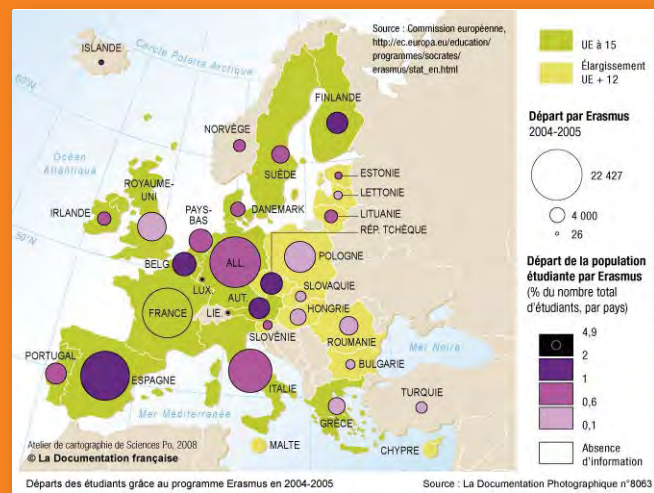 Source : Commission européenne,
http://ec.europa.eu/education/
programmes/socrates/
erasmus/stat_en.html
ISLANDE
Cercle Polaire Arctique
60°N
50°N
Océan
Atlantique
FINLANDE
NORVÈGE
SUÈDE
ESTONIE
LETTONIE
LITUANIE
RÉP. TCHÈQUE
ROYAUME-
UNI
IRLANDE
PAYS-
BAS
DANEMARK
BELG
ALL.
POLOGNE
LUX.
AUT.
SLOVAQUIE
HONGRIE
FRANCE
LIE.
SLOVÉNIE
ROUMANIE
Mer Noire
BULGARIE
PORTUGAL
ESPAGNE
ITALIE
GRÈCE
TURQUIE
Mer Méditerranée
MALTE
CHYPRE
Atelier de cartographie de Sciences Po, 2008
© La Documentation française
UE à 15
Élargissement
UE + 12
Départ par Erasmus
2004-2005
22 427
4 000
26
Départ de la population
étudiante par Erasmus
(% du nombre total
d'étudiants, par pays)
4,9
2
1
0,6
0,1
Absence
d'information
Départs des étudiants grâce au programme Erasmus en 2004-2005
Source : La Documentation Photographique n°8063